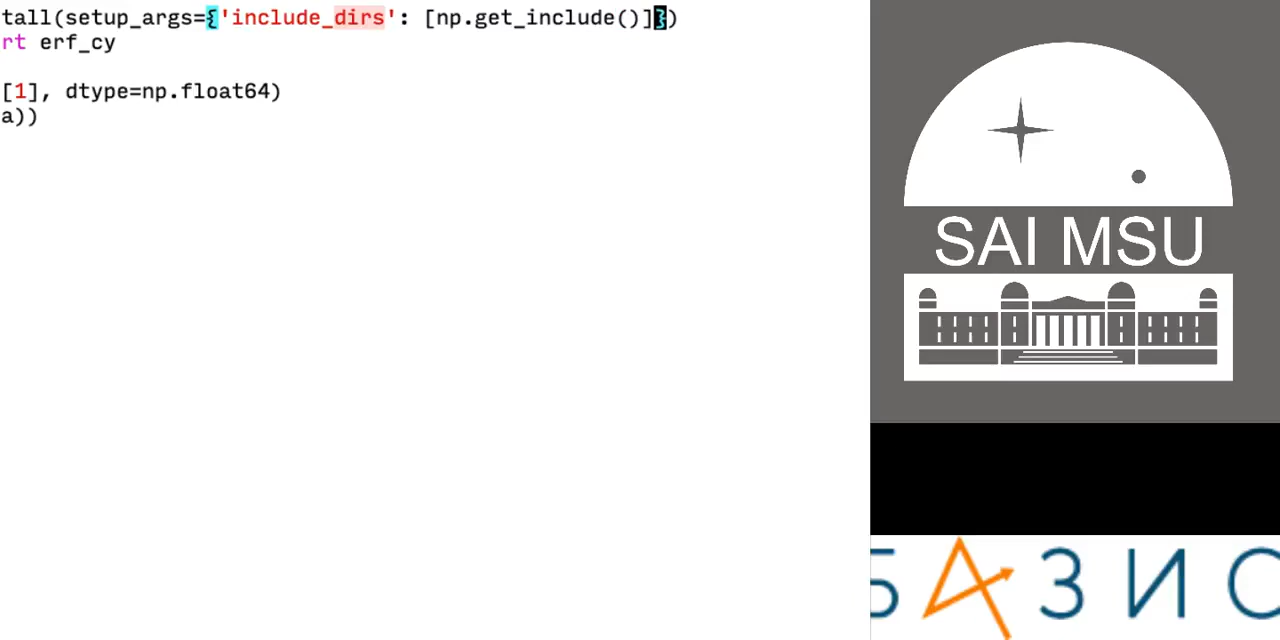 tall(setup_args={'include_dirs': [np.get_include()]})
rt erf_cy
[1], dtype=np.float64)
a))
SAI MSU
БАЗИС